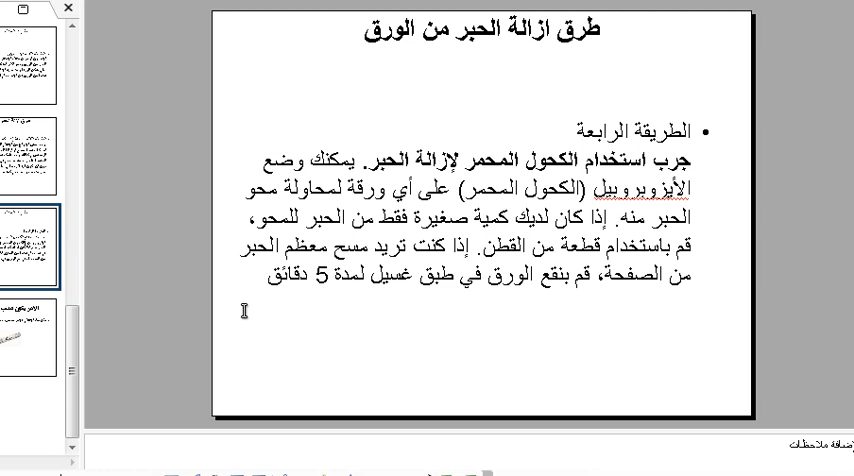 طرق ازالة الحبر من الورق
• الطريقة الرابعة
جرب استخدام الكحول المحمر لإزالة الحبر. يمكنك وضع
الأيزوبروبيل (الكحول المحمر) على أي ورقة لمحاولة محو
الحبر منه. إذا كان لديك كمية صغيرة فقط من الحبر للمحو،
قم باستخدام قطعة من القطن. إذا كنت تريد مسح معظم الحبر
من الصفحة، قم بنقع الورق في طبق غسيل لمدة 5 دقائق
لإضافة ملاحظات